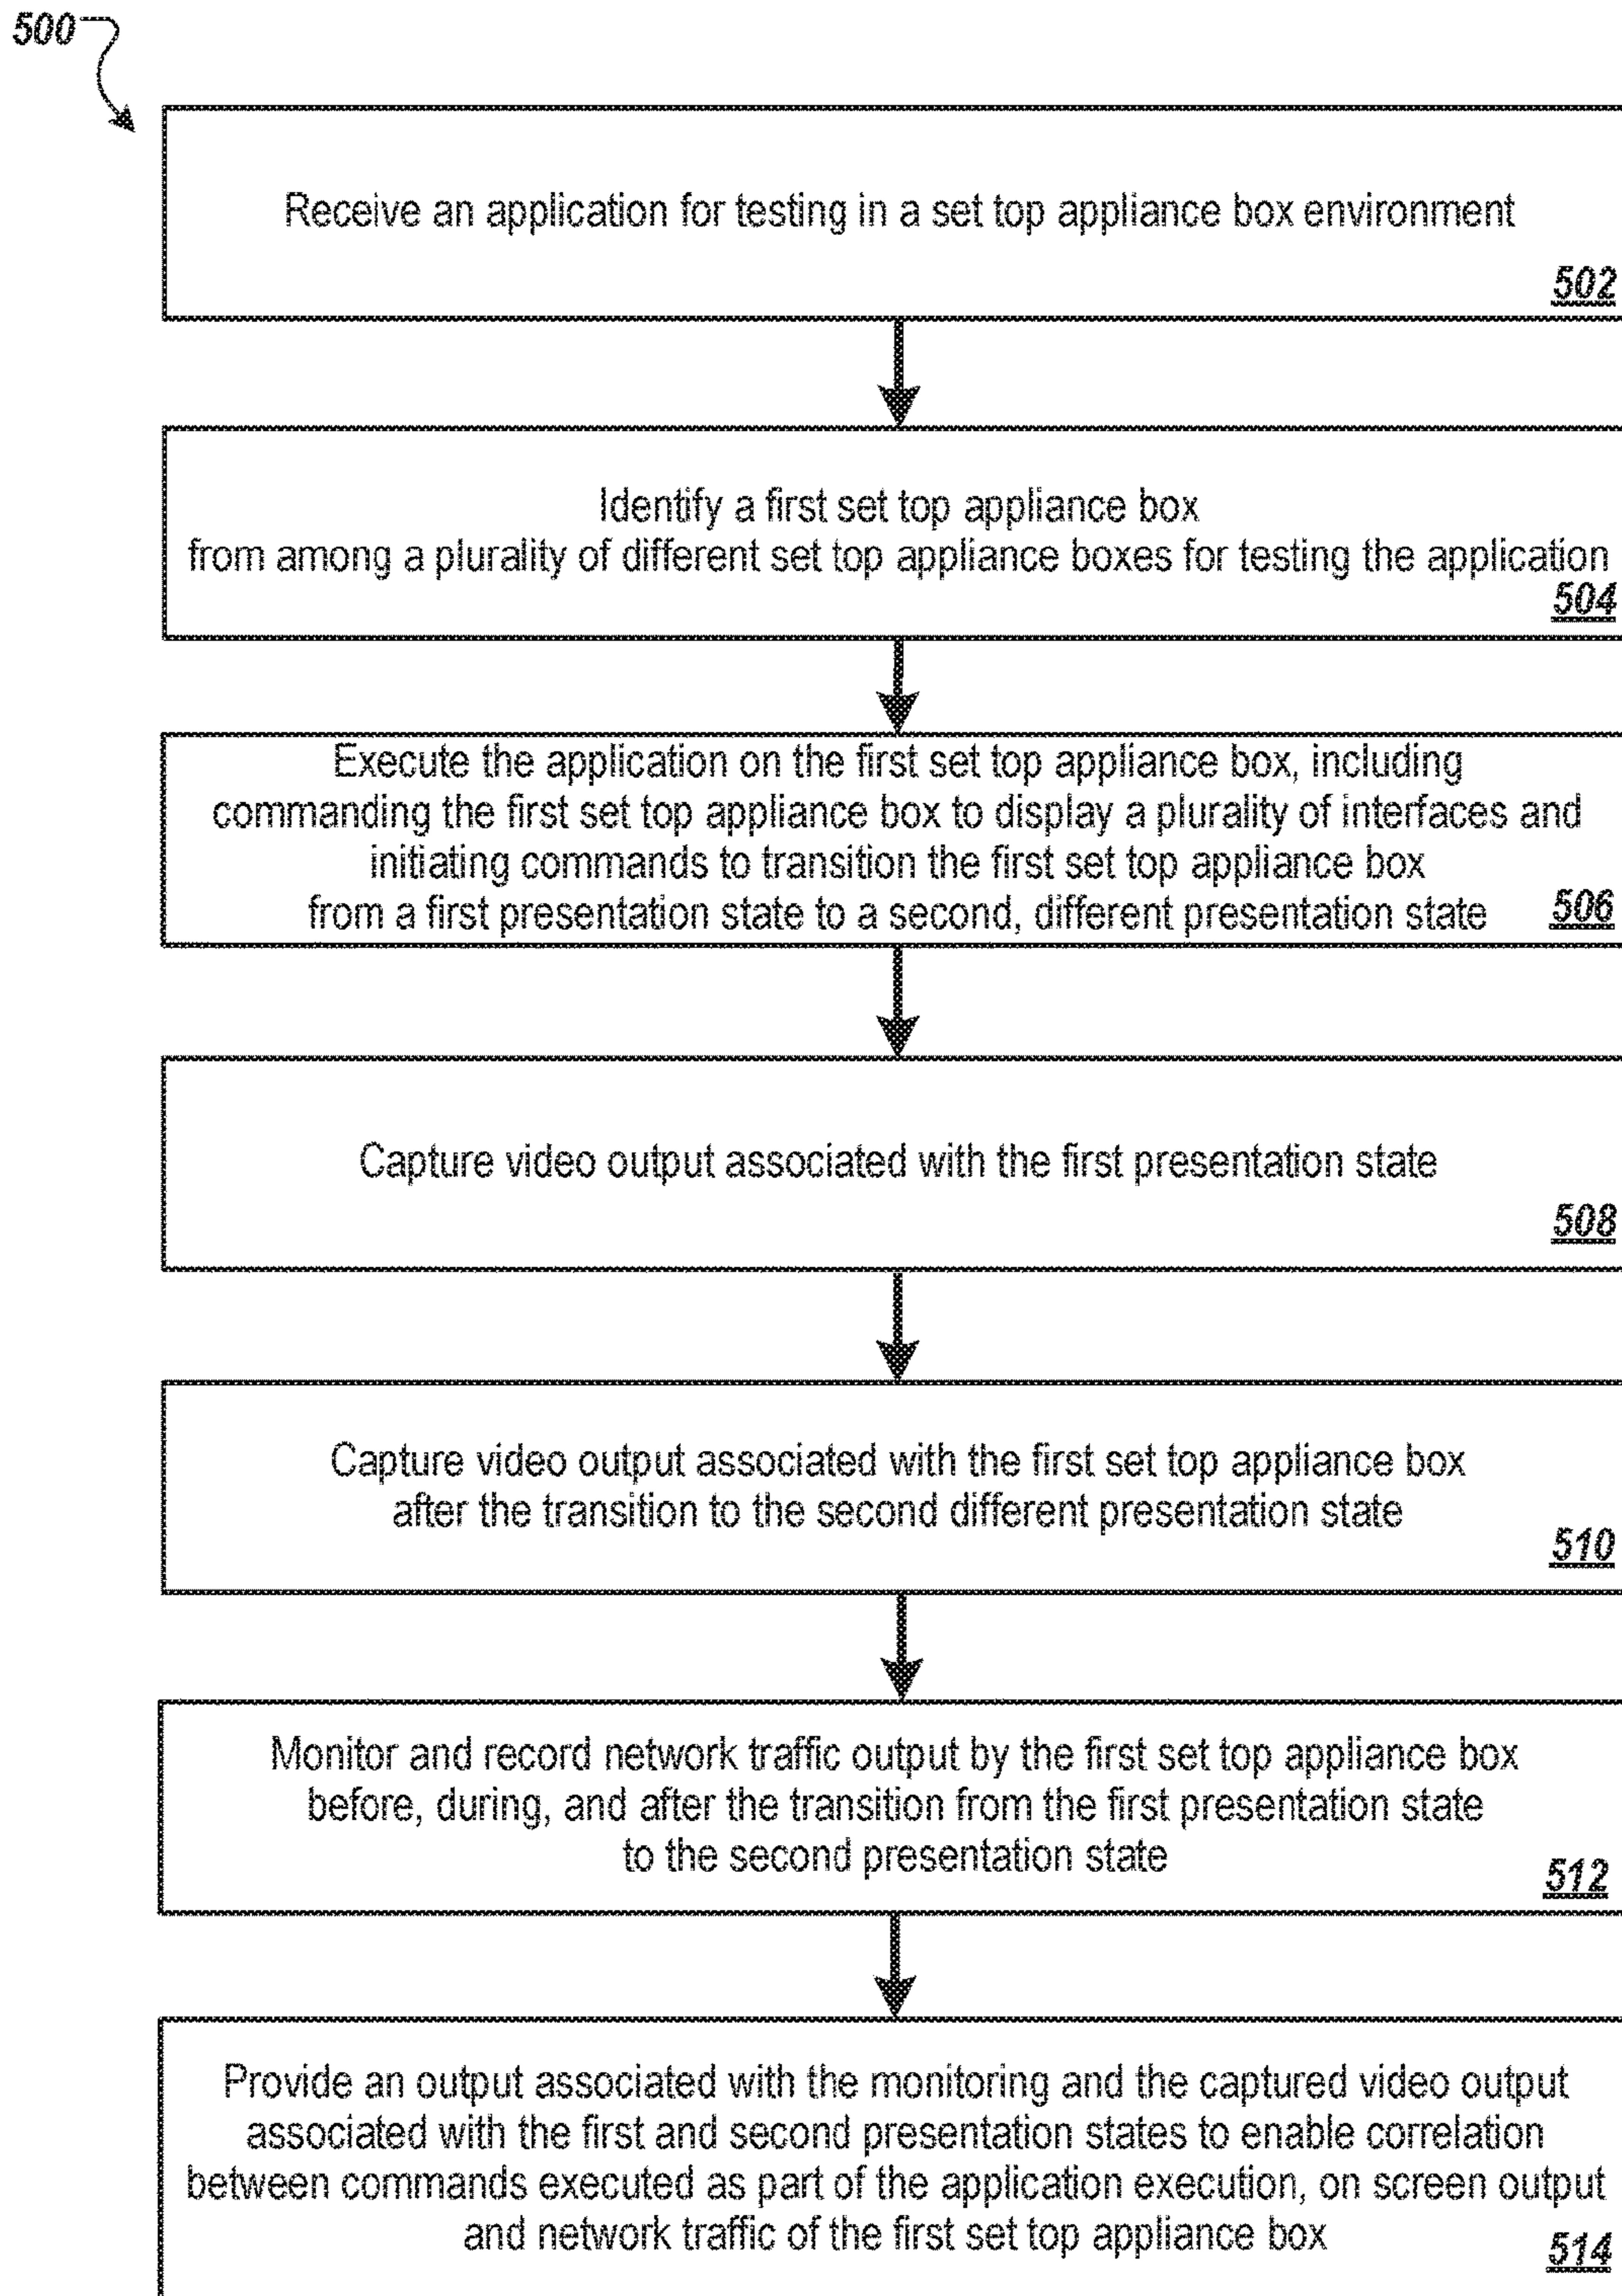 500
Receive an application for testing in a set top appliance box environment
502
Identify a first set top appliance box
from among a plurality of different set top appliance boxes for testing the application
504
Execute the application on the first set top appliance box, including
commanding the first set top appliance box to display a plurality of interfaces and
initiating commands to transition the first set top appliance box
from a first presentation state to a second, different presentation state
506
Capture video output associated with the first presentation state
508
Capture video output associated with the first set top appliance box
after the transition to the second different presentation state
510
Monitor and record network traffic output by the first set top appliance box
before, during, and after the transition from the first presentation state
to the second presentation state
512
Provide an output associated with the monitoring and the captured video output
associated with the first and second presentation states to enable correlation
between commands executed as part of the application execution, on screen output
and network traffic of the first set top appliance box
514